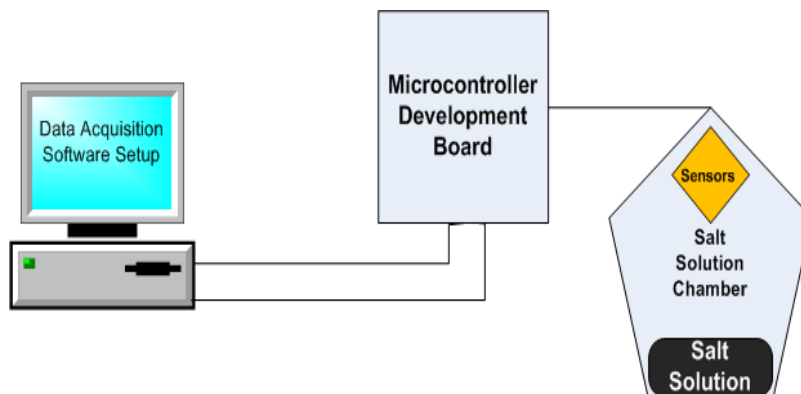 Data Acquisition
Software Setup
Microcontroller
Development
Board
Sensors
Salt
Solution
Chamber
Salt
Solution